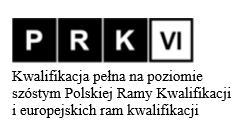 P R K VI
Kwalifikacja pełna na poziomie
szóstym Polskiej Ramy Kwalifikacji
i europejskich ram kwalifikacji